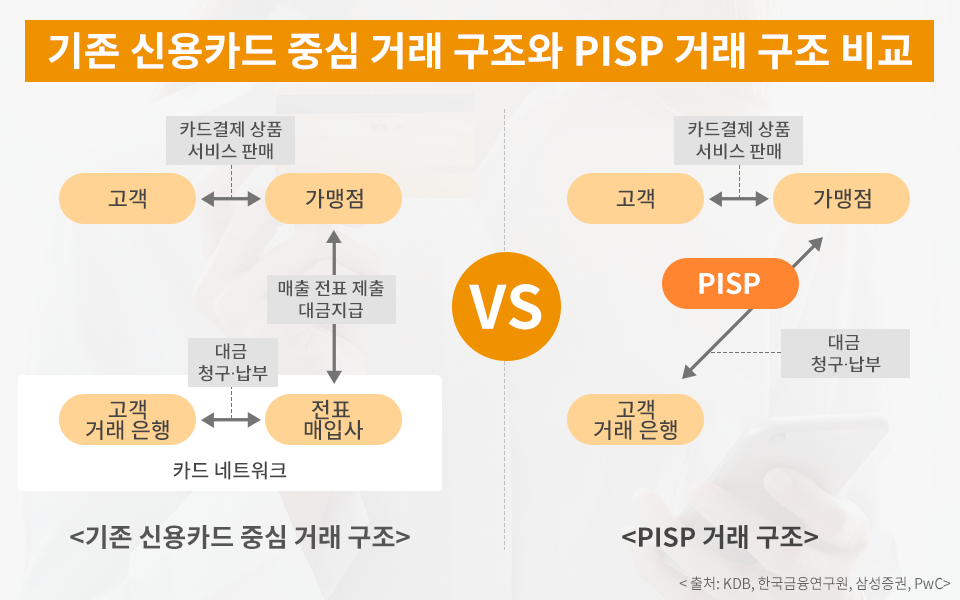 기존 신용카드 중심 거래 구조와 PISP 거래 구조 비교
카드결제 상품
서비스 판매
고객
가맹점
매출 전표 제출
대금지급
대금
청구·납부
고객
거래 은행
전표
매입사
카드 네트워크
<기존 신용카드 중심 거래 구조>
VS
카드결제 상품
서비스 판매
고객
가맹점
PISP
대금
청구·납부
고객
거래 은행
<PISP 거래 구조>
< 출처: KDB, 한국금융연구원, 삼성증권, PwC>